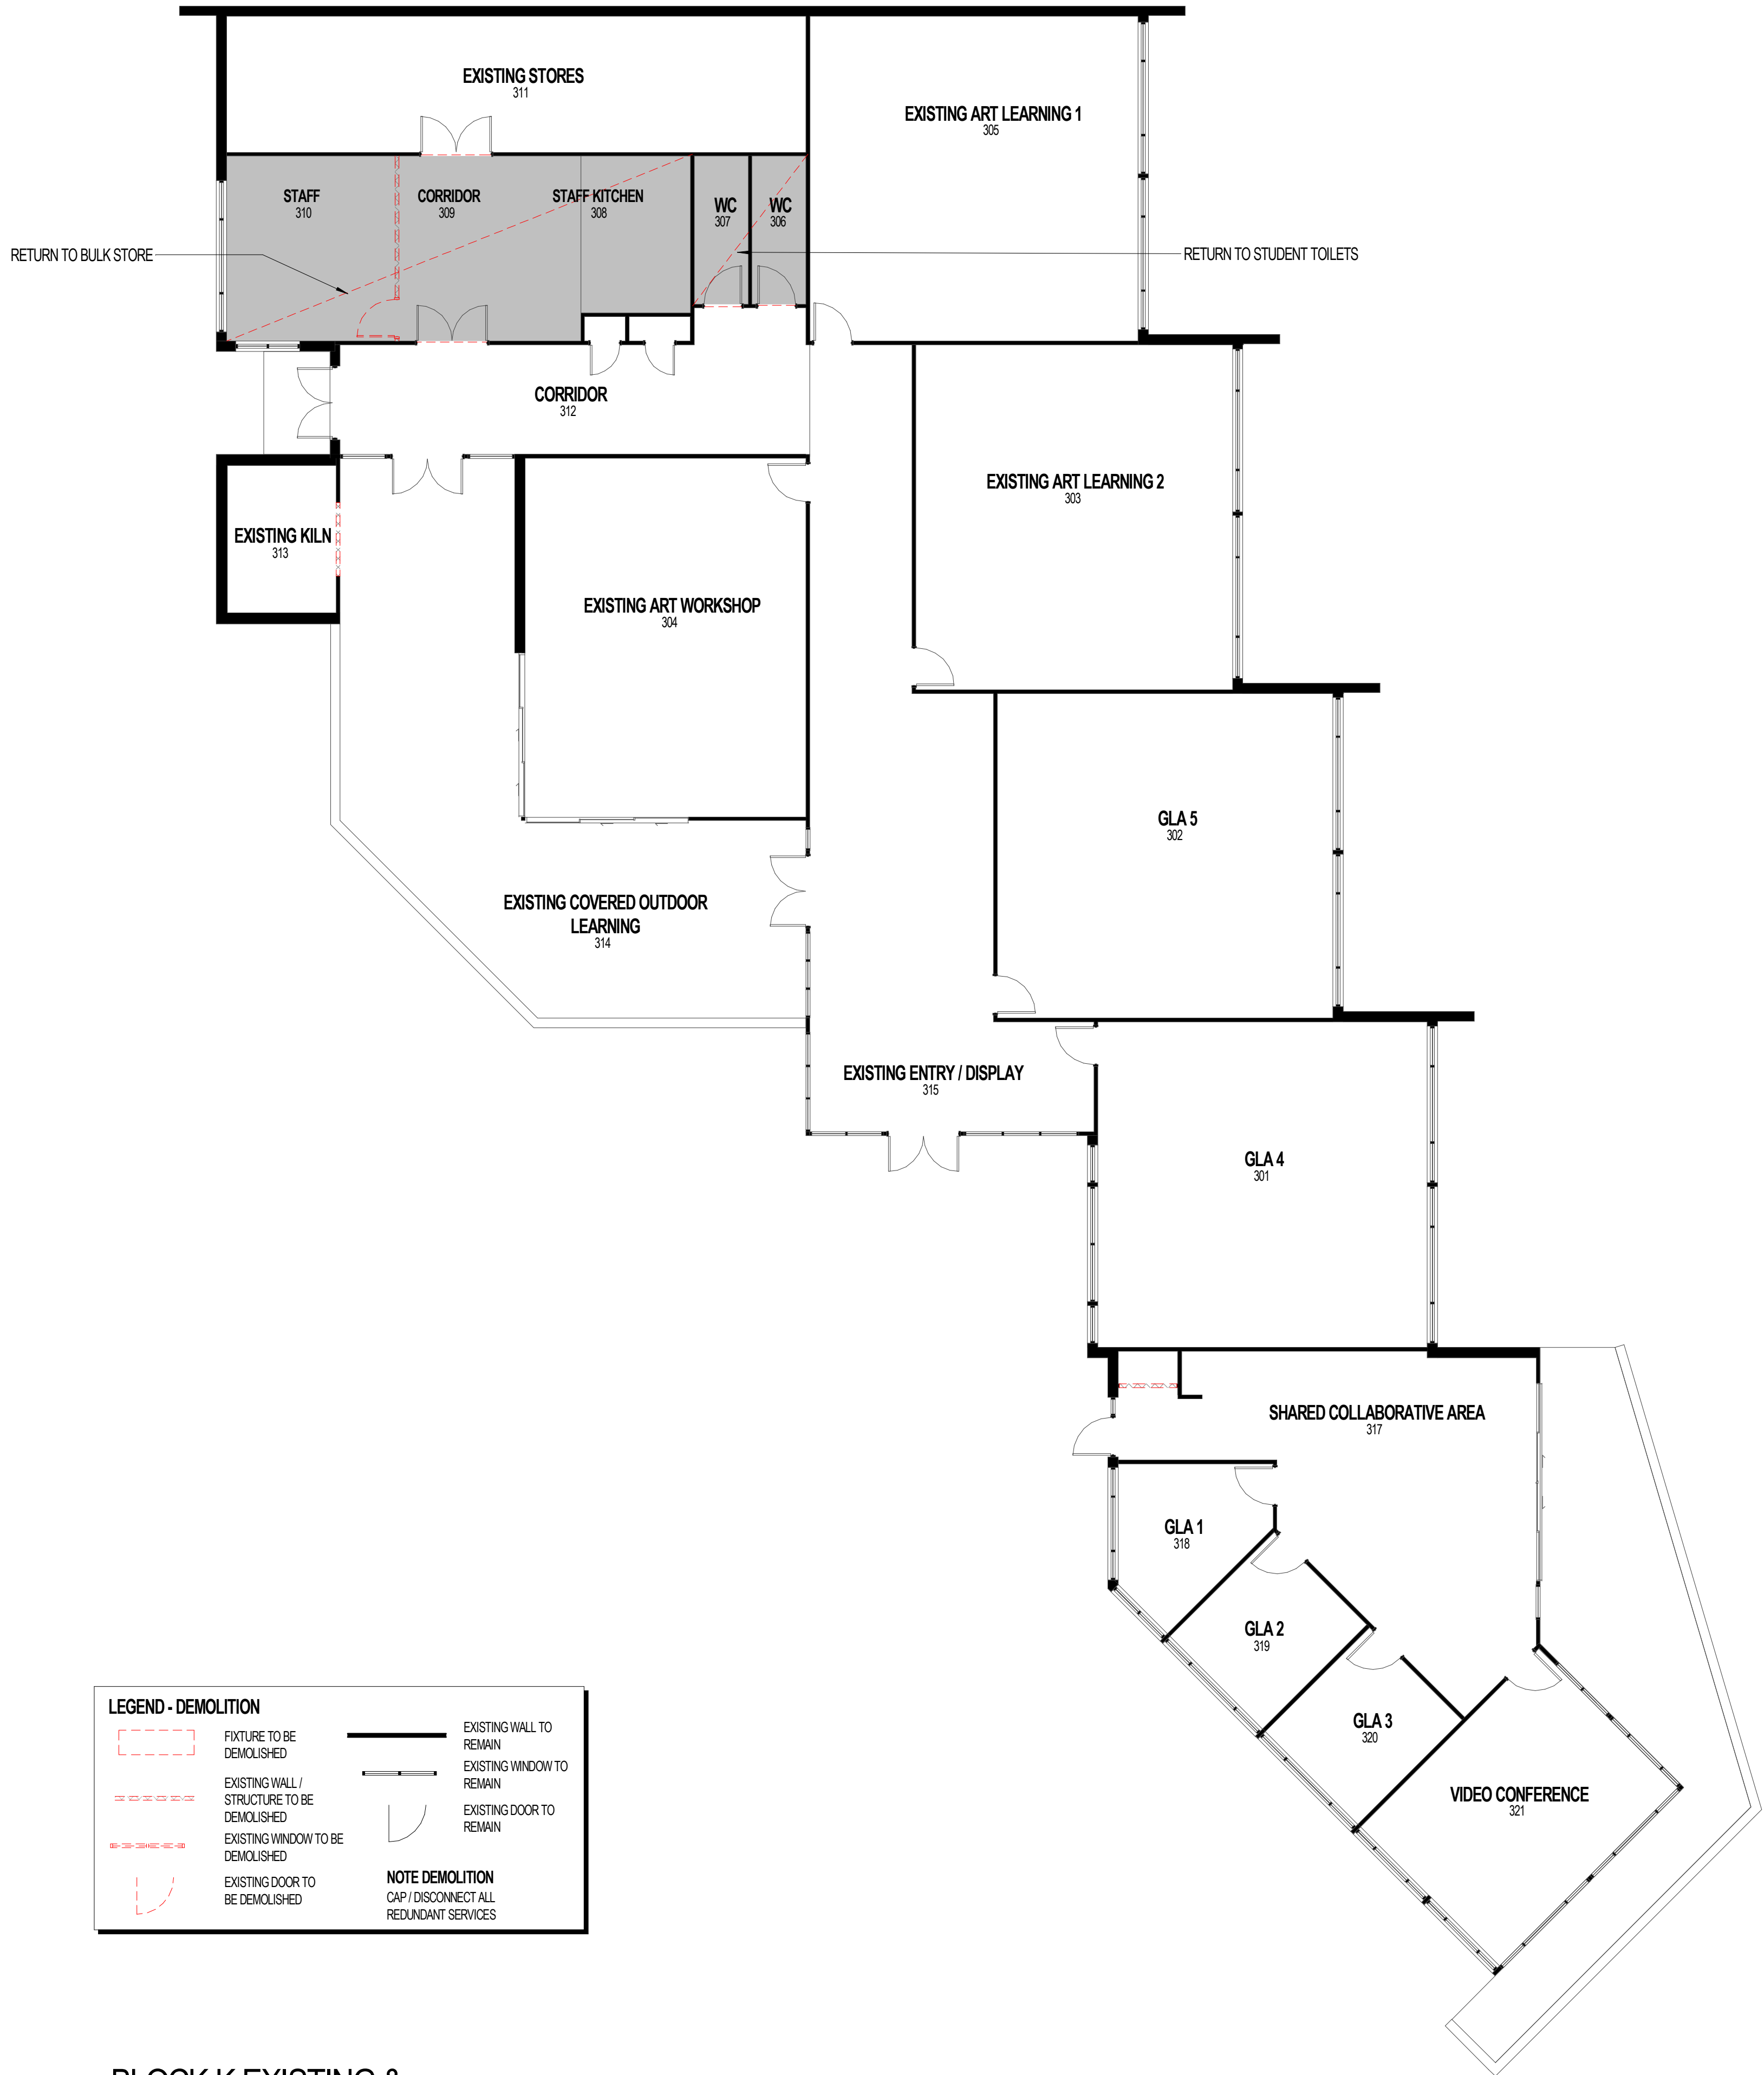 EXISTING STORES
311
EXISTING ART LEARNING 1
305
STAFF
310
CORRIDOR
309
STAFF KITCHEN
308
WC
307
WC
306
RETURN TO BULK STORE
RETURN TO STUDENT TOILETS
CORRIDOR
312
EXISTING ART LEARNING 2
303
EXISTING KILN
313
EXISTING ART WORKSHOP
304
GLA 5
302
EXISTING COVERED OUTDOOR
LEARNING
314
EXISTING ENTRY / DISPLAY
315
GLA 4
301
SHARED COLLABORATIVE AREA
317
GLA 1
318
GLA 2
319
GLA 3
320
VIDEO CONFERENCE
321
LEGEND - DEMOLITION
FIXTURE TO BE
DEMOLISHED
EXISTING WALL /
STRUCTURE TO BE
DEMOLISHED
EXISTING WINDOW TO BE
DEMOLISHED
EXISTING DOOR TO
BE DEMOLISHED
EXISTING WALL TO
REMAIN
EXISTING WINDOW TO
REMAIN
EXISTING DOOR TO
REMAIN
NOTE DEMOLITION
CAP / DISCONNECT ALL
REDUNDANT SERVICES
BLOCK K EXISTING &